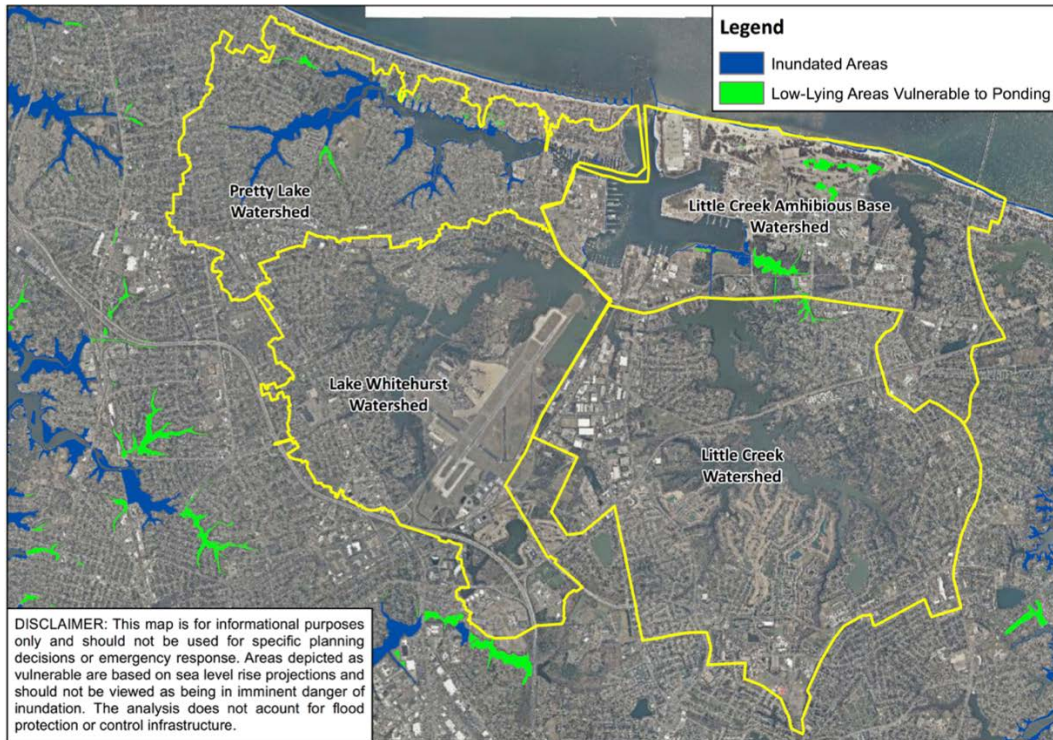 Legend
Inundated Areas
Low-Lying Areas Vulnerable to Ponding
Pretty Lake
Watershed
Little Creek Amhibious Base
Watershed
Lake Whitehurst
Watershed
Little Creek
Watershed
DISCLAIMER: This map is for informational purposes
only and should not be used for specific planning
decisions or emergency response. Areas depicted as
vulnerable are based on sea level rise projections and
should not be viewed as being in imminent danger of
inundation. The analysis does not acount for flood
protection or control infrastructure.